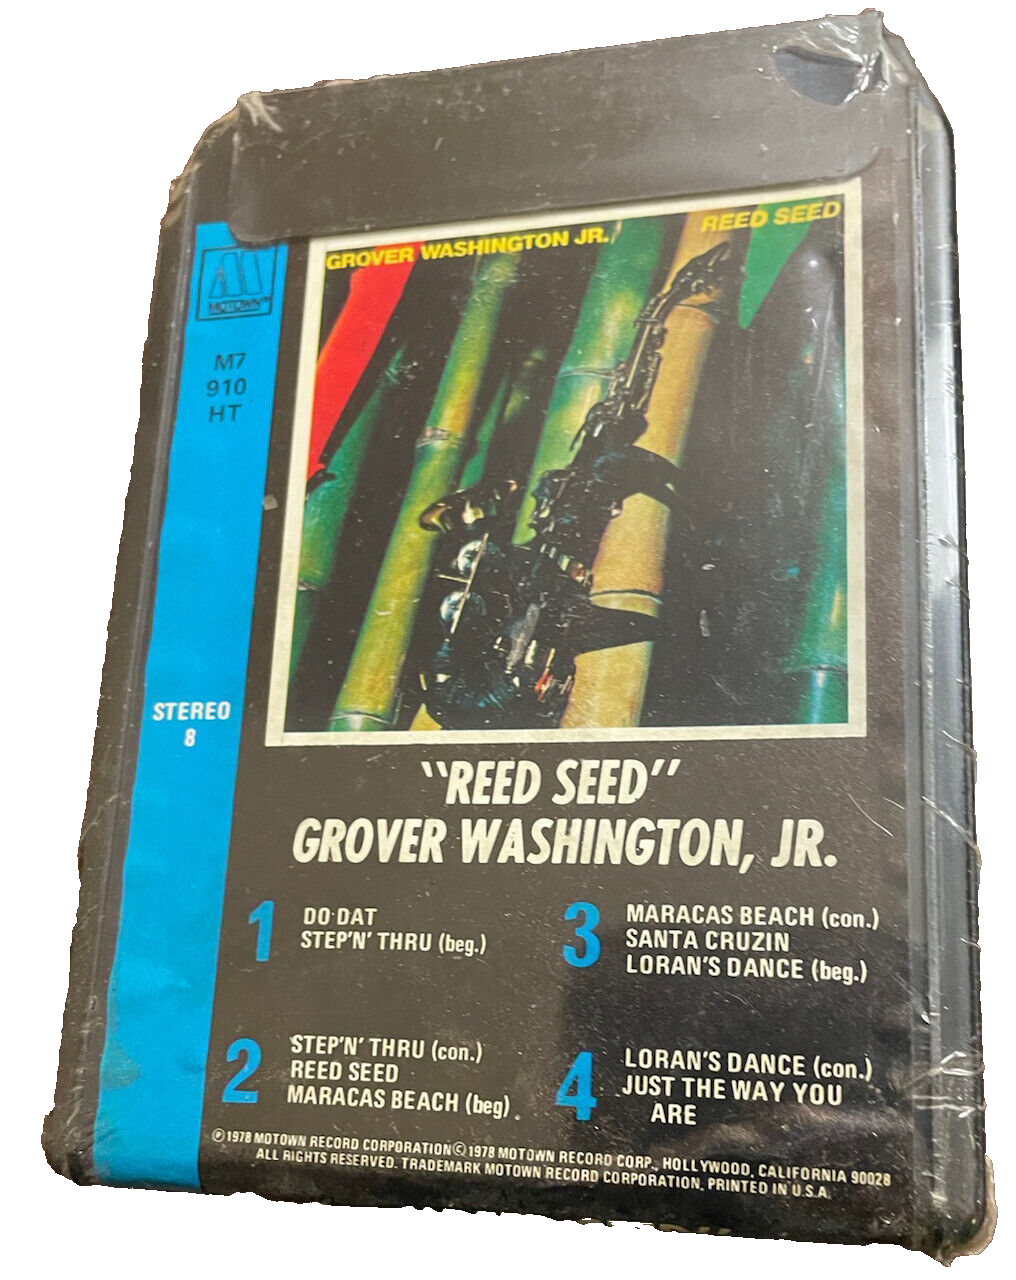 GROVER WASHINGTON JR.
REED SEED
MOTOWN™
M7
910
HT
STEREO
8
"REED SEED"
GROVER WASHINGTON, JR.
1
DO DAT
STEP'N' THRU (beg.)
2
STEP'N' THRU (con.)
REED SEED
MARACAS BEACH (beg).
3
MARACAS BEACH (con.)
SANTA CRUZIN
LORAN'S DANCE (beg.)
4
LORAN'S DANCE (con.)
JUST THE WAY YOU
ARE
℗1978 MOTOWN RECORD CORPORATION ©1978 MOTOWN RECORD CORP., HOLLYWOOD, CALIFORNIA 90028
ALL RIGHTS RESERVED. TRADEMARK MOTOWN RECORD CORPORATION, PRINTED IN U.S.A.